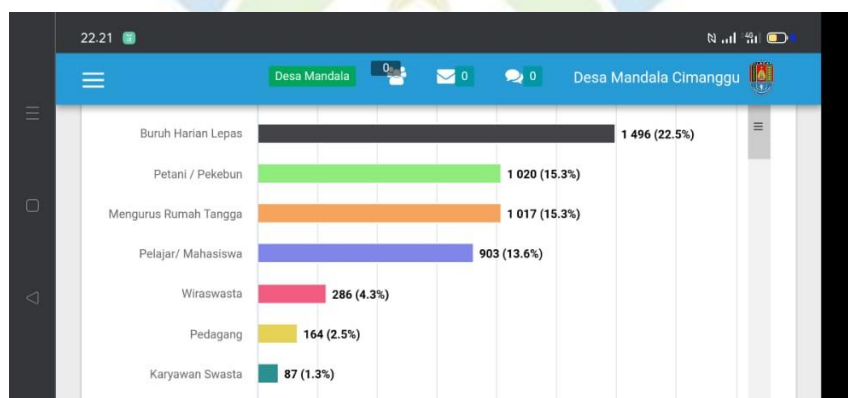 22.21
Desa Mandala 0 0 0 Desa Mandala Cimanggu
Buruh Harian Lepas 1 496 (22.5%)
Petani / Pekebun 1 020 (15.3%)
Mengurus Rumah Tangga 1 017 (15.3%)
Pelajar/ Mahasiswa 903 (13.6%)
Wiraswasta 286 (4.3%)
Pedagang 164 (2.5%)
Karyawan Swasta 87 (1.3%)